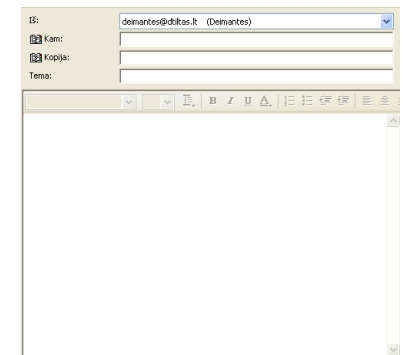 Iš: deimantes@dtiltas.lt (Deimantes)
Kam:
Kopija:
Tema:
B I U A